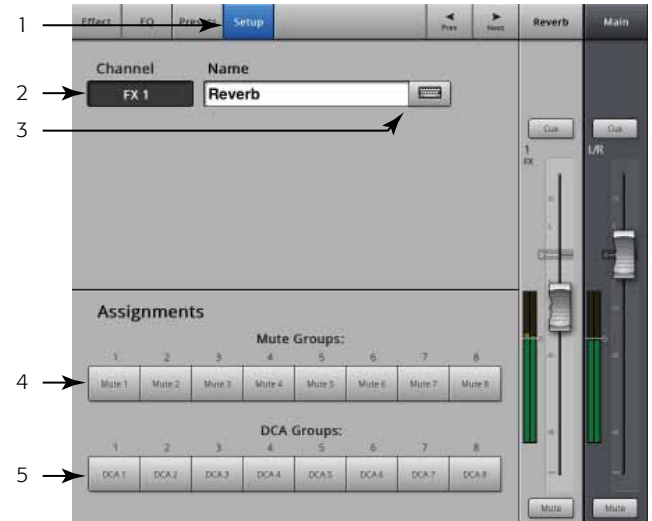 1
Effect EQ Presets Setup Prev Next Reverb Main
Channel Name
2 FX 1 Reverb
3
Cue Cue
1 L/R
FX
Assignments
Mute Groups:
1 2 3 4 5 6 7 8
4 Mute 1 Mute 2 Mute 3 Mute 4 Mute 5 Mute 6 Mute 7 Mute 8
DCA Groups:
1 2 3 4 5 6 7 8
5 DCA 1 DCA 2 DCA 3 DCA 4 DCA 5 DCA 6 DCA 7 DCA 8
Mute Mute